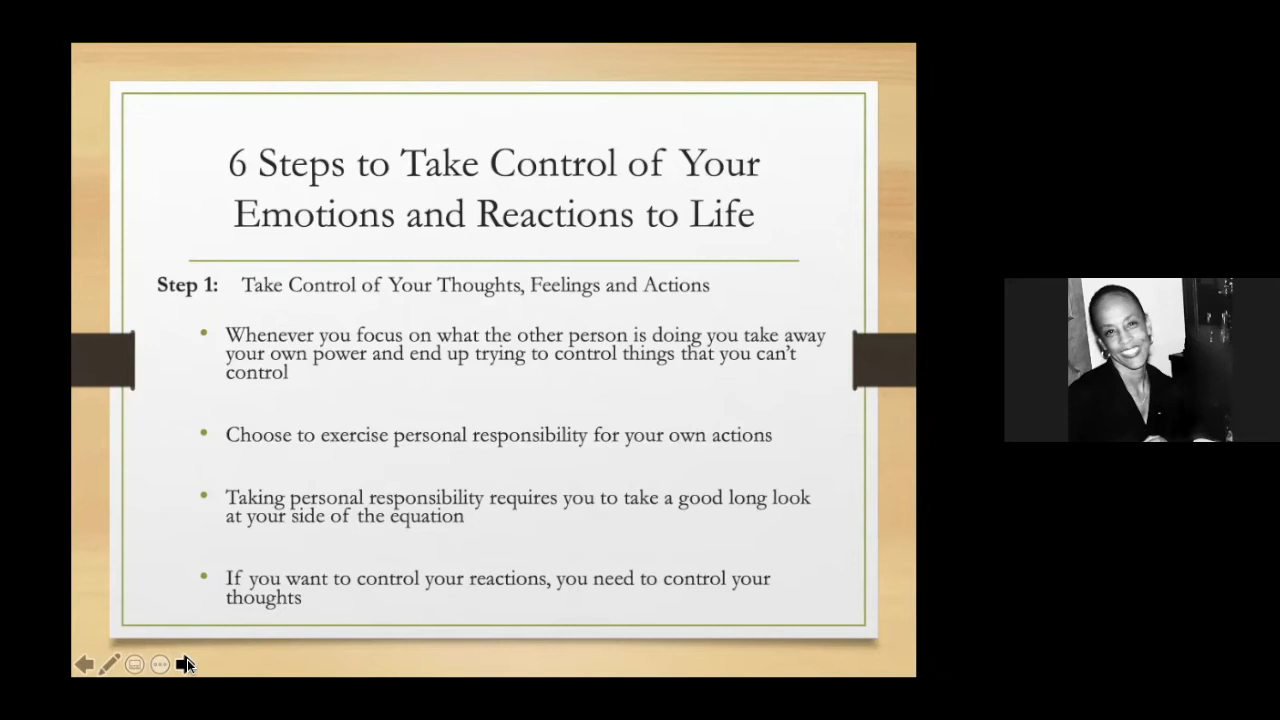 6 Steps to Take Control of Your
Emotions and Reactions to Life
Step 1: Take Control of Your Thoughts, Feelings and Actions
• Whenever you focus on what the other person is doing you take away
your own power and end up trying to control things that you can’t
control
• Choose to exercise personal responsibility for your own actions
• Taking personal responsibility requires you to take a good long look
at your side of the equation
• If you want to control your reactions, you need to control your
thoughts